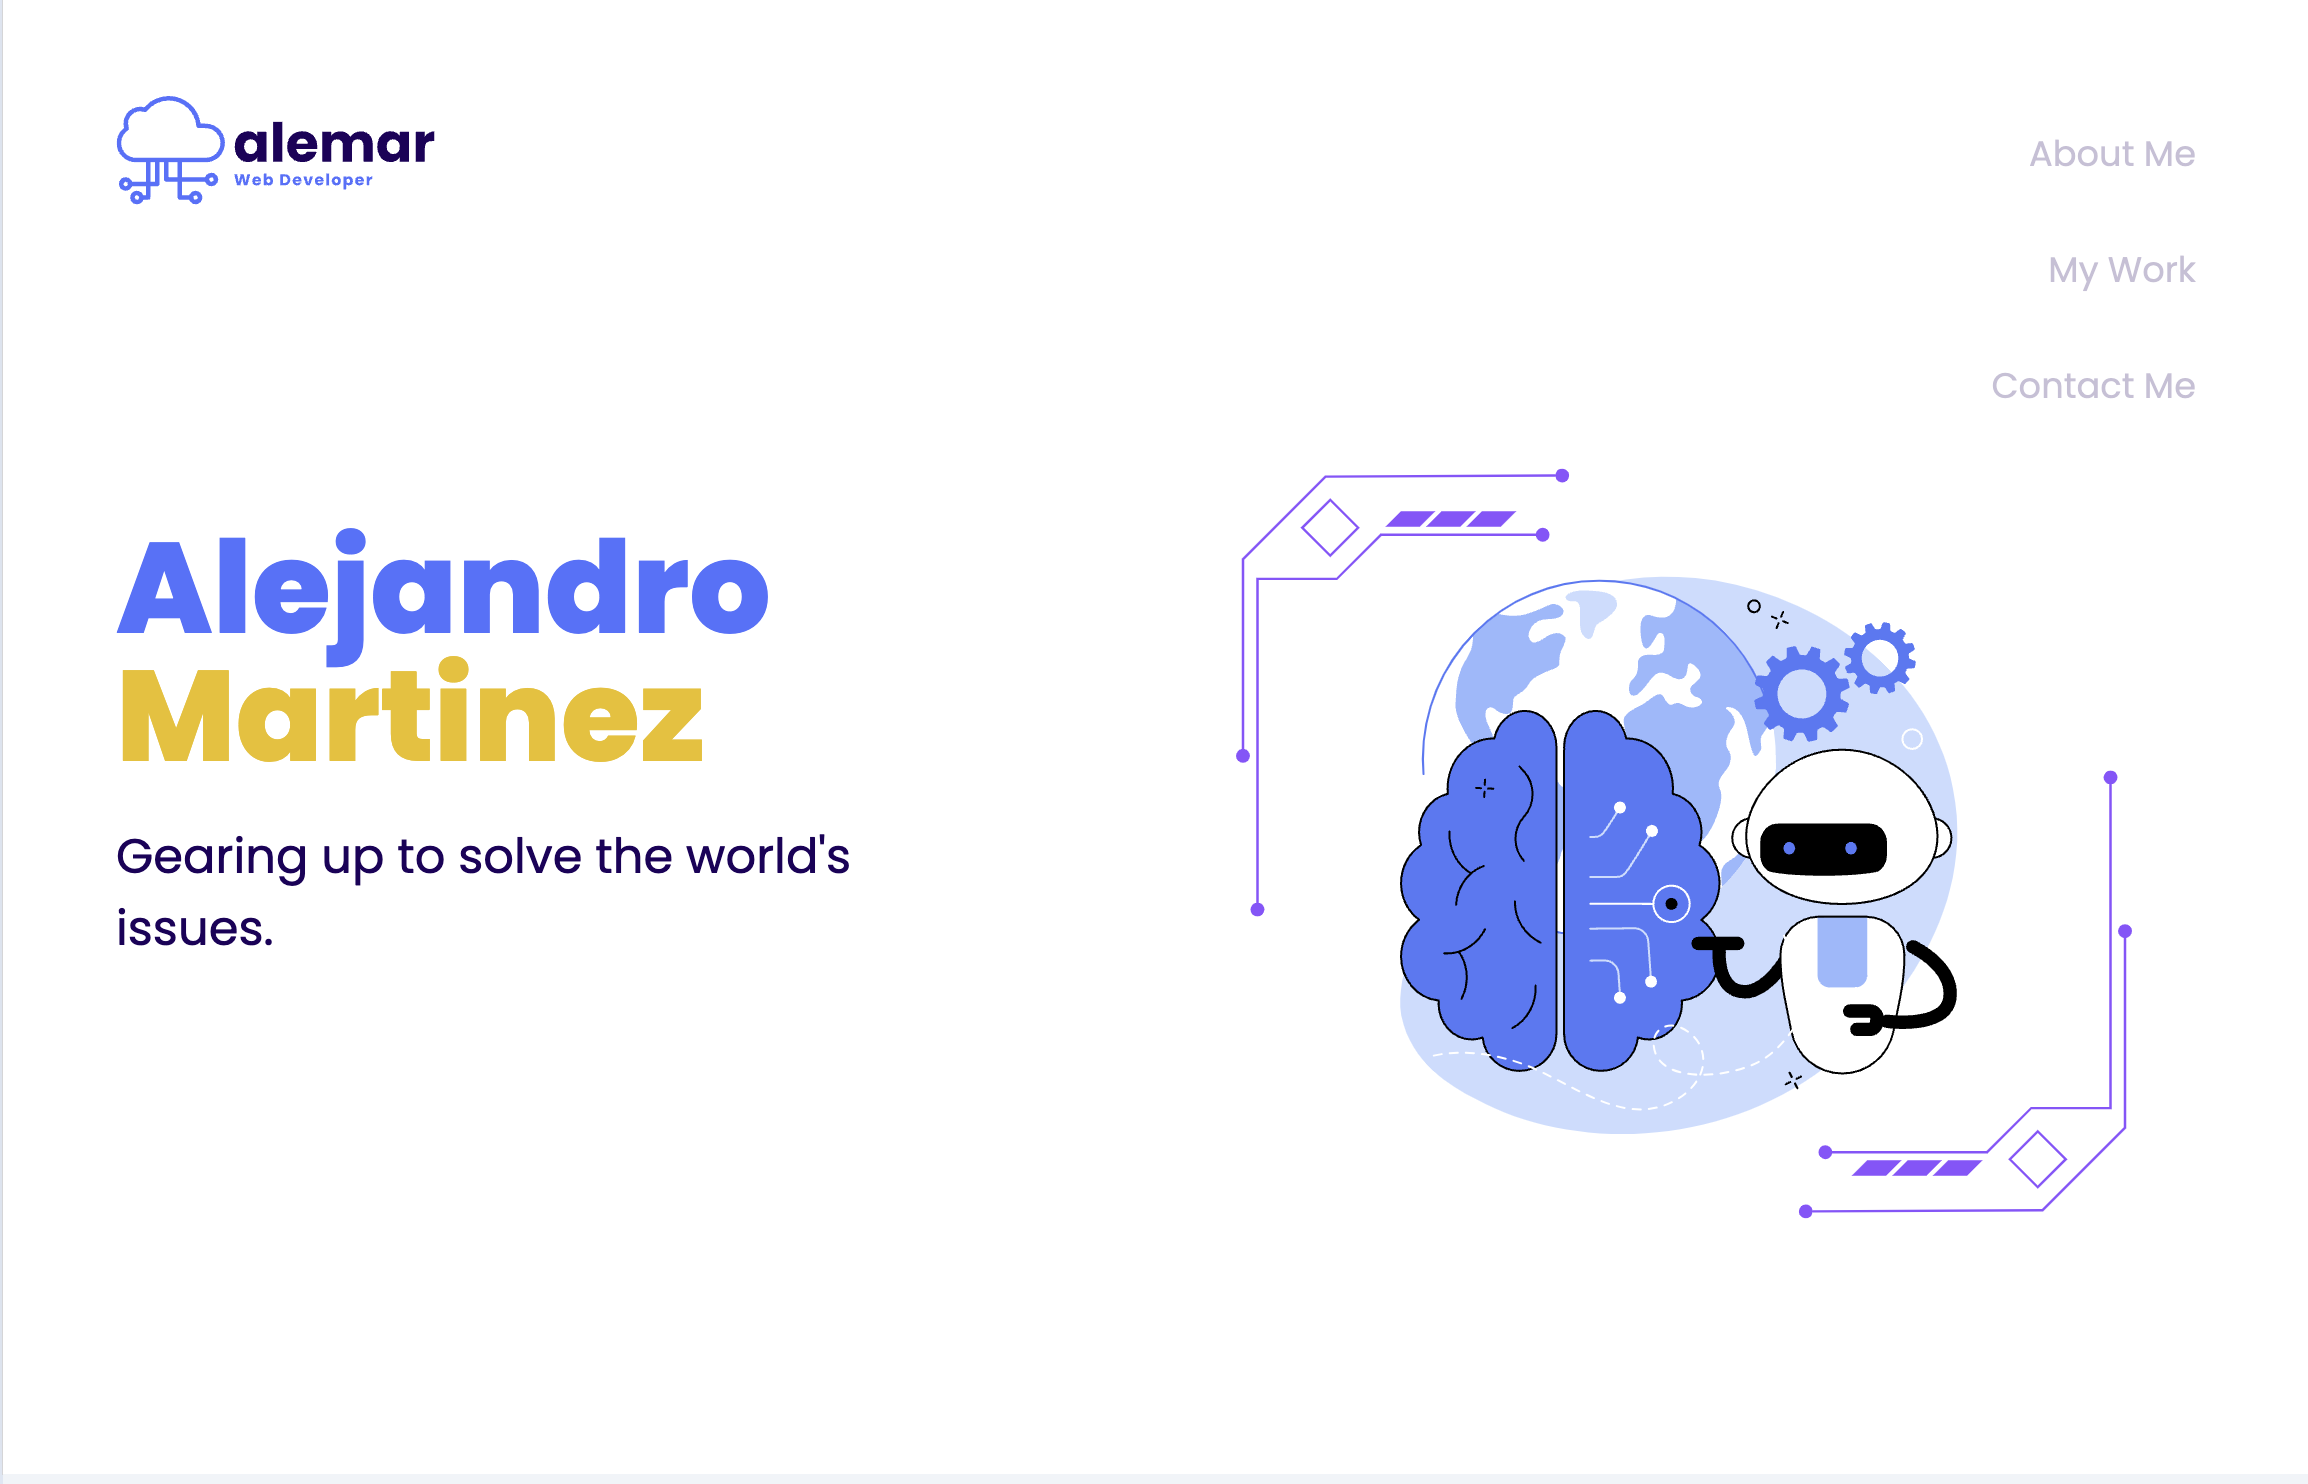 alemar
Web Developer
About Me
My Work
Contact Me
Alejandro
Martinez
Gearing up to solve the world's
issues.